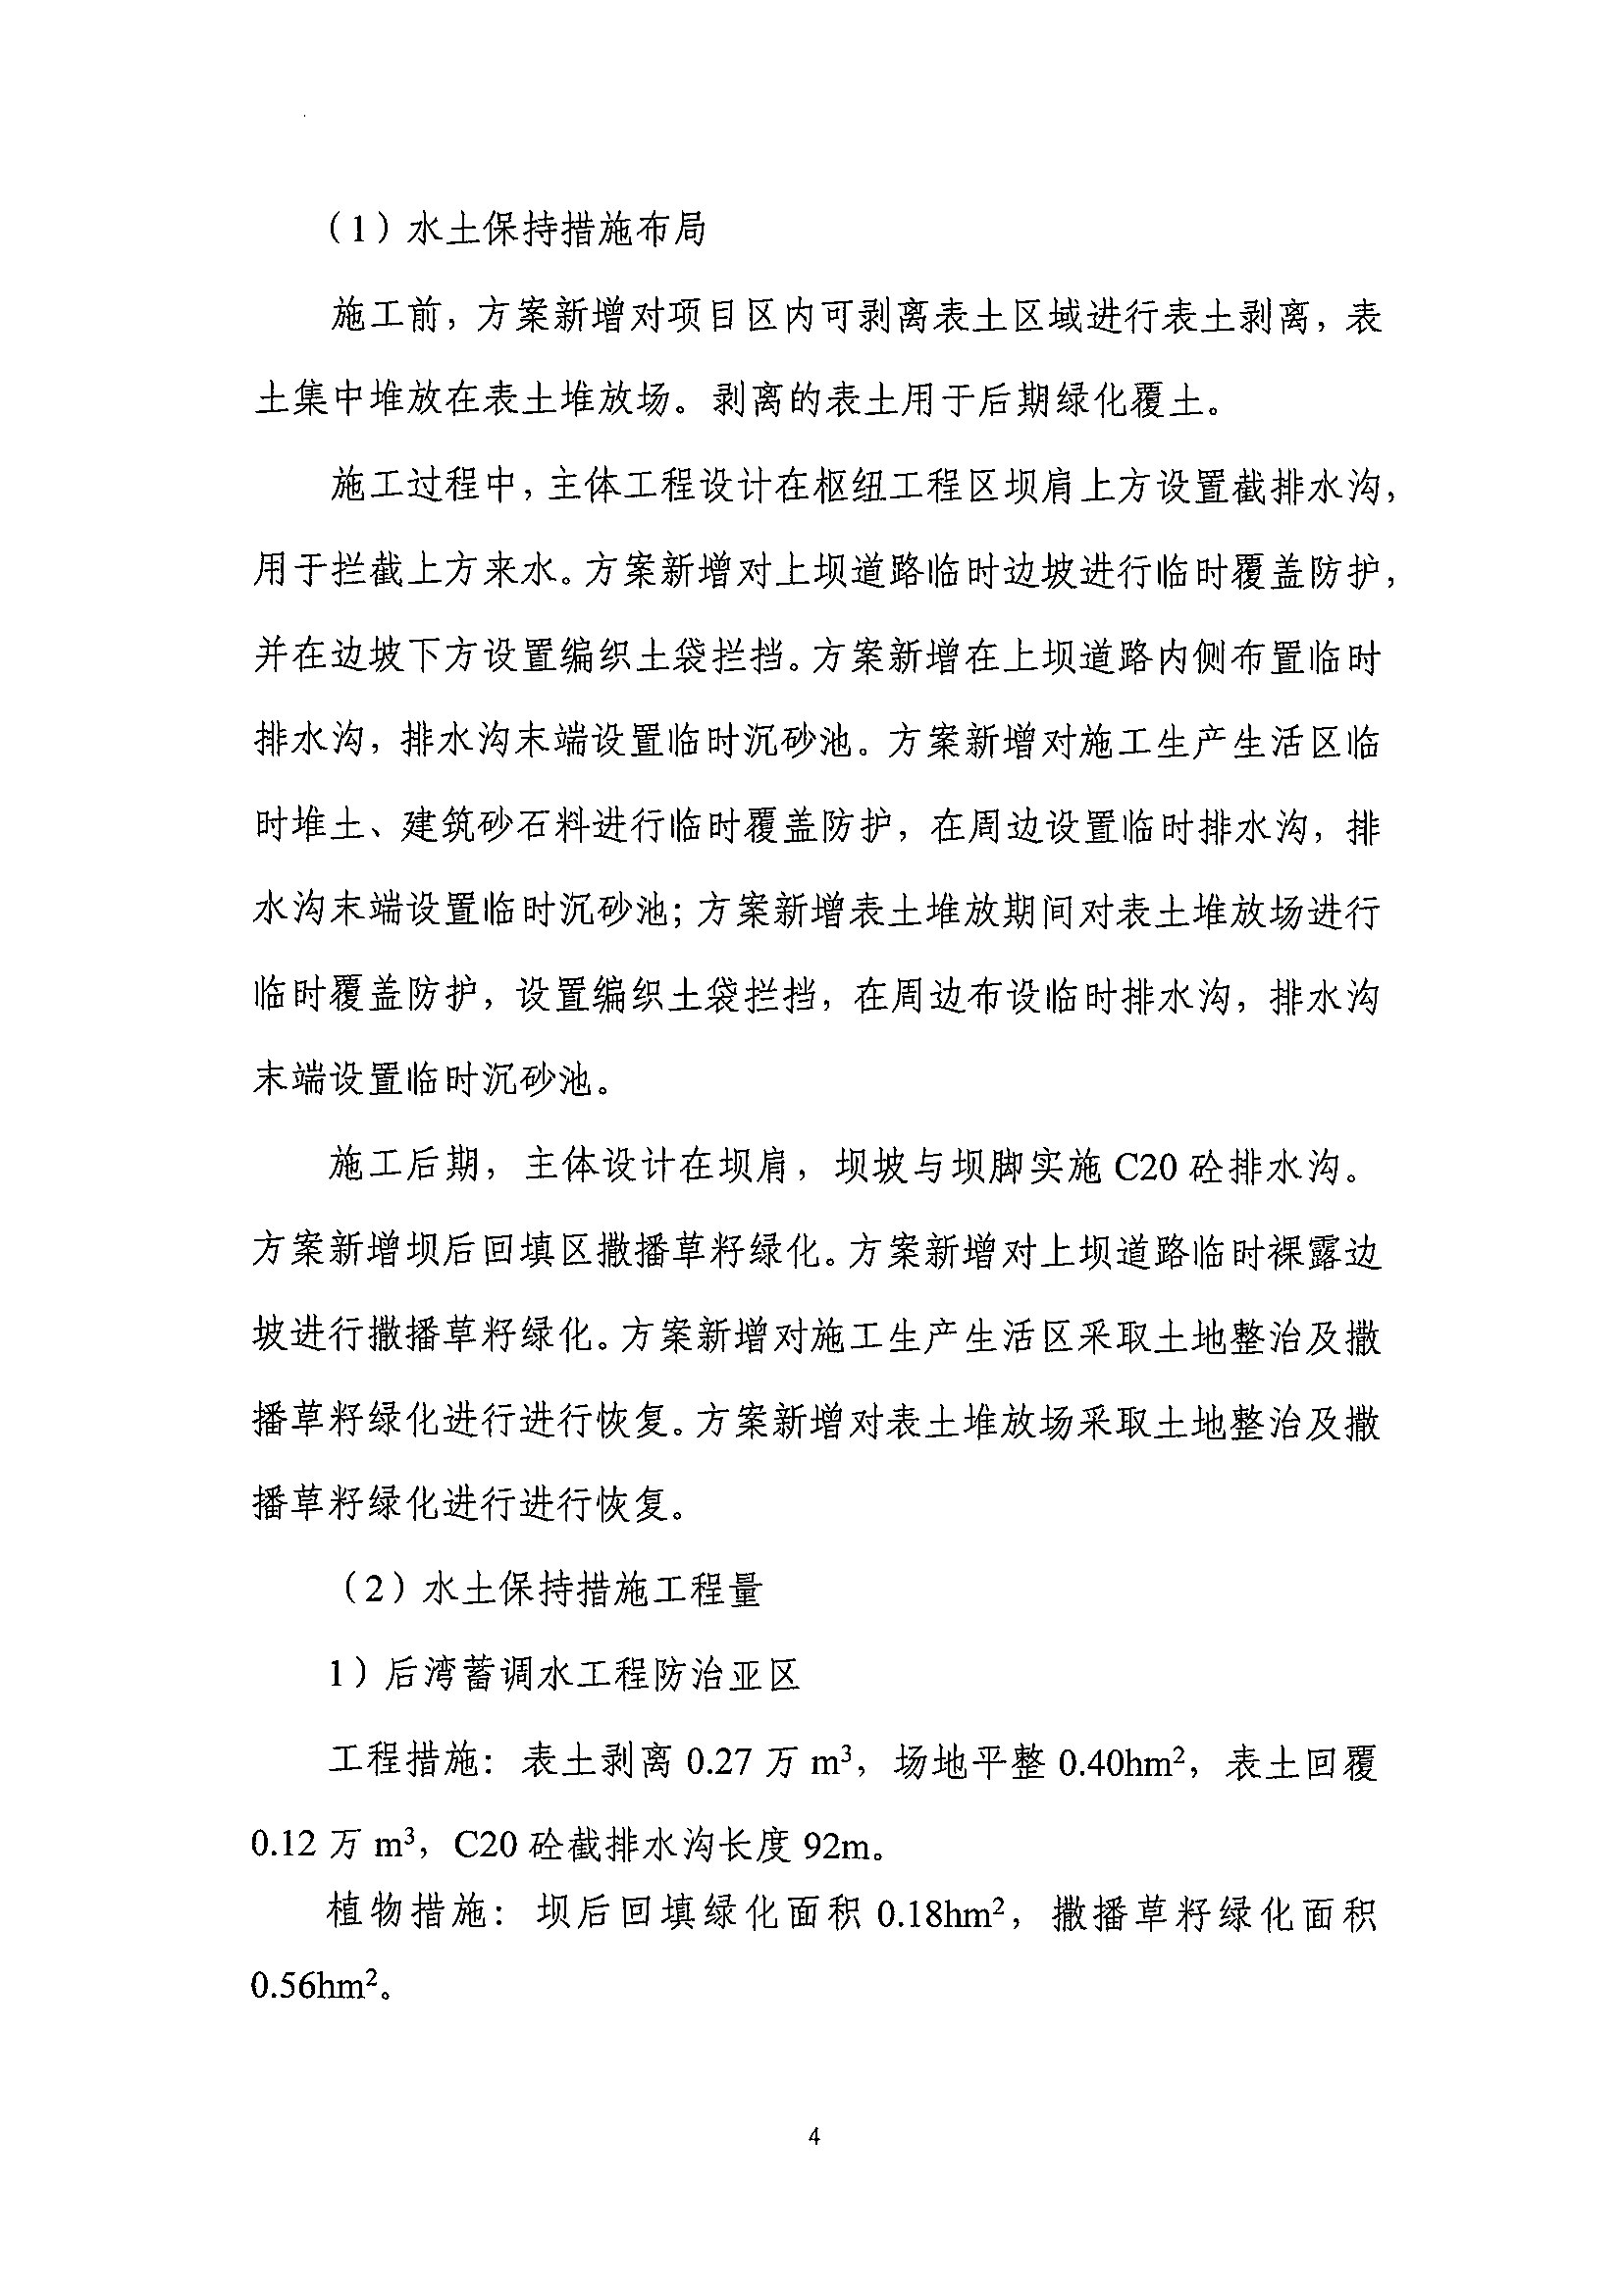 （1）水土保持措施布局
施工前，方案新增对项目区内可剥离表土区域进行表土剥离，表
土集中堆放在表土堆放场。剥离的表土用于后期绿化覆土。
施工过程中，主体工程设计在枢纽工程区坝肩上方设置截排水沟，
用于拦截上方来水。方案新增对上坝道路临时边坡进行临时覆盖防护，
并在边坡下方设置编织土袋拦挡。方案新增在上坝道路内侧布置临时
排水沟，排水沟末端设置临时沉砂池。方案新增对施工生产生活区临
时堆土、建筑砂石料进行临时覆盖防护，在周边设置临时排水沟，排
水沟末端设置临时沉砂池；方案新增表土堆放期间对表土堆放场进行
临时覆盖防护，设置编织土袋拦挡，在周边布设临时排水沟，排水沟
末端设置临时沉砂池。
施工后期，主体设计在坝肩，坝坡与坝脚实施 C20 砼排水沟。
方案新增坝后回填区撒播草籽绿化。方案新增对上坝道路临时裸露边
坡进行撒播草籽绿化。方案新增对施工生产生活区采取土地整治及撒
播草籽绿化进行进行恢复。方案新增对表土堆放场采取土地整治及撒
播草籽绿化进行进行恢复。
（2）水土保持措施工程量
1）后湾蓄调水工程防治亚区
工程措施：表土剥离 0.27 万 m³，场地平整 0.40hm²，表土回覆
0.12 万 m³，C20 砼截排水沟长度 92m。
植物措施：坝后回填绿化面积 0.18hm²，撒播草籽绿化面积
0.56hm²。
4